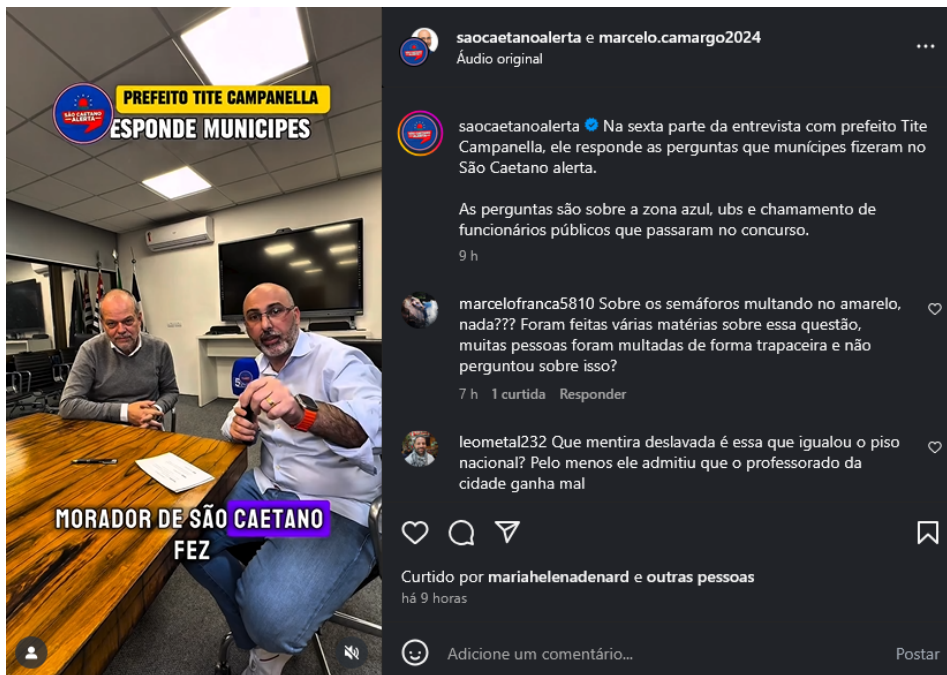 PREFEITO TITE CAMPANELLA
ESPONDE MUNICIPES
SÃO CAETANO
ALERTA
MORADOR DE SÃO CAETANO
FEZ
saocaetanoalerta e marcelo.camargo2024
Áudio original
saocaetanoalerta Na sexta parte da entrevista com prefeito Tite
Campanella, ele responde as perguntas que munícipes fizeram no
São Caetano alerta.
As perguntas são sobre a zona azul, ubs e chamamento de
funcionários públicos que passaram no concurso.
9 h
marcelofranca5810 Sobre os semáforos multando no amarelo,
nada??? Foram feitas várias matérias sobre essa questão,
muitas pessoas foram multadas de forma trapaceira e não
perguntou sobre isso?
7 h 1 curtida Responder
leometal232 Que mentira deslavada é essa que igualou o piso
nacional? Pelo menos ele admitiu que o professorado da
cidade ganha mal
Curtido por mariahelenadenard e outras pessoas
há 9 horas
Adicione um comentário... Postar